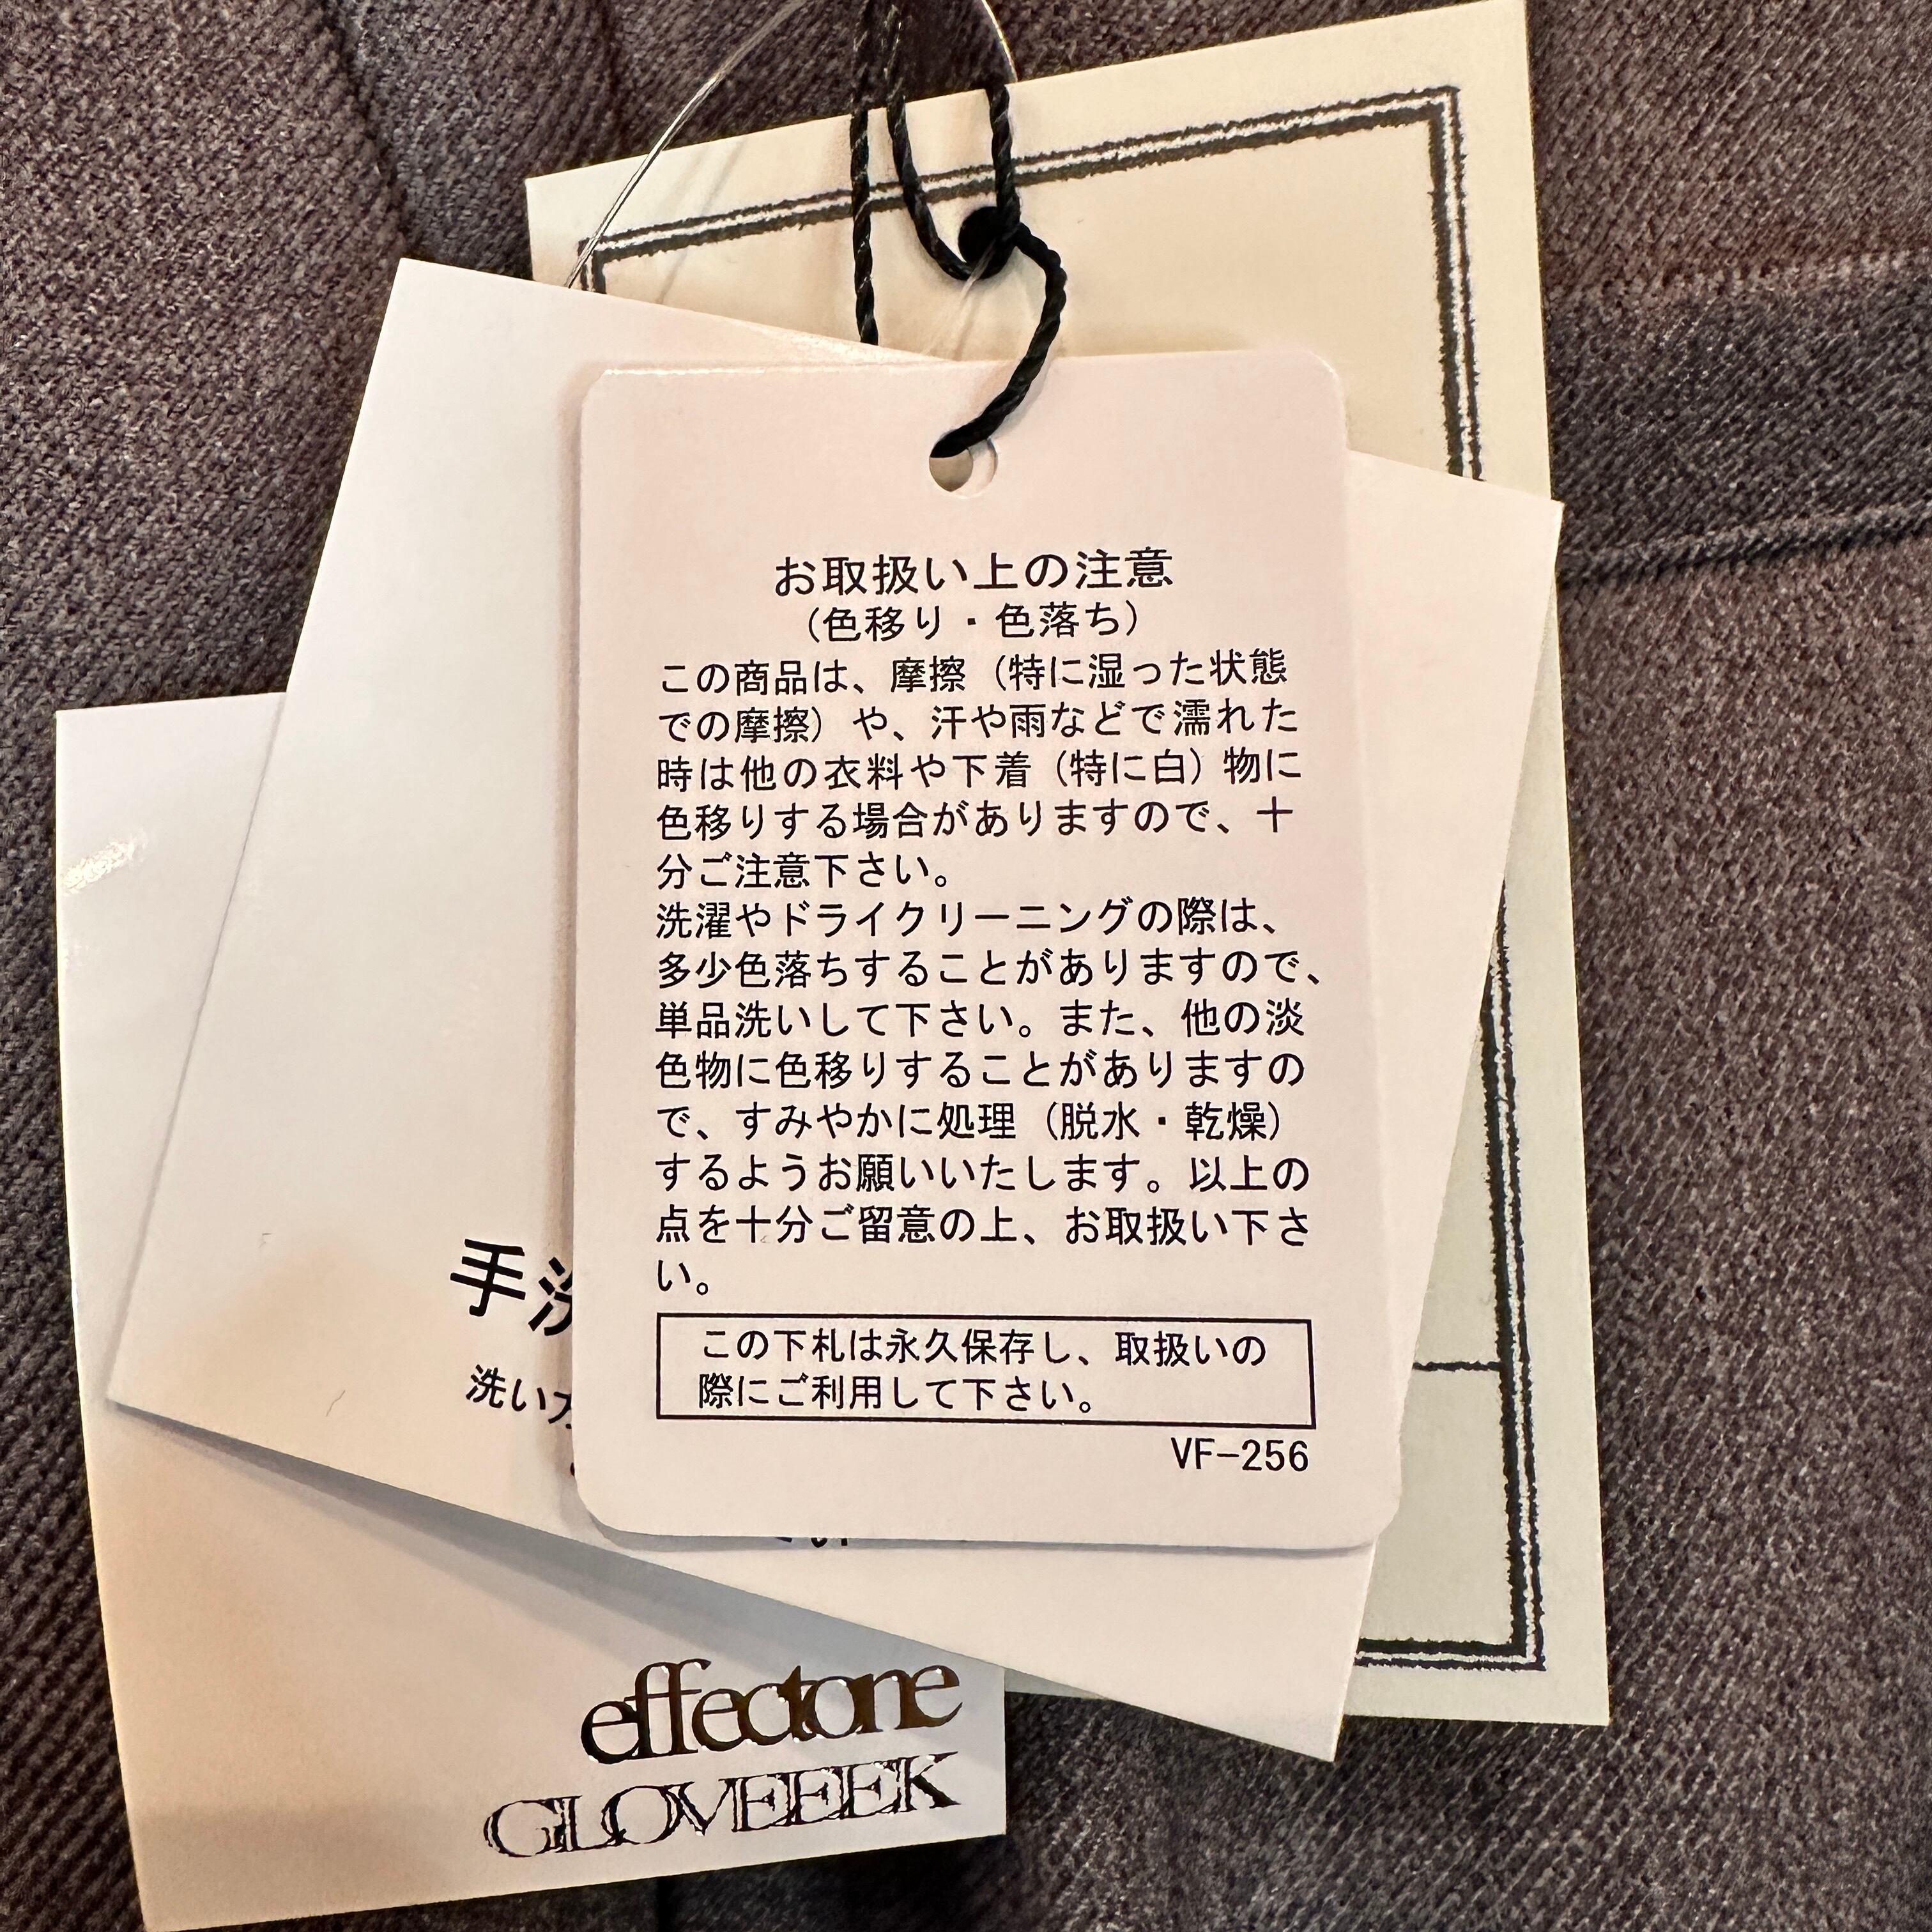 お取扱い上の注意
(色移り・色落ち)
この商品は、摩擦(特に湿った状態
での摩擦)や、汗や雨などで濡れた
時は他の衣料や下着(特に白)物に
色移りする場合がありますので、十
分ご注意下さい。
洗濯やドライクリーニングの際は、
多少色落ちすることがありますので、
単品洗いして下さい。また、他の淡
色物に色移りすることがありますの
で、すみやかに処理(脱水・乾燥)
するようお願いいたします。以上の
点を十分ご留意の上、お取扱い下さ
い。
この下札は永久保存し、取扱いの
際にご利用して下さい。
VF-256
手洗
洗い方
effectone
GLOVEEEK